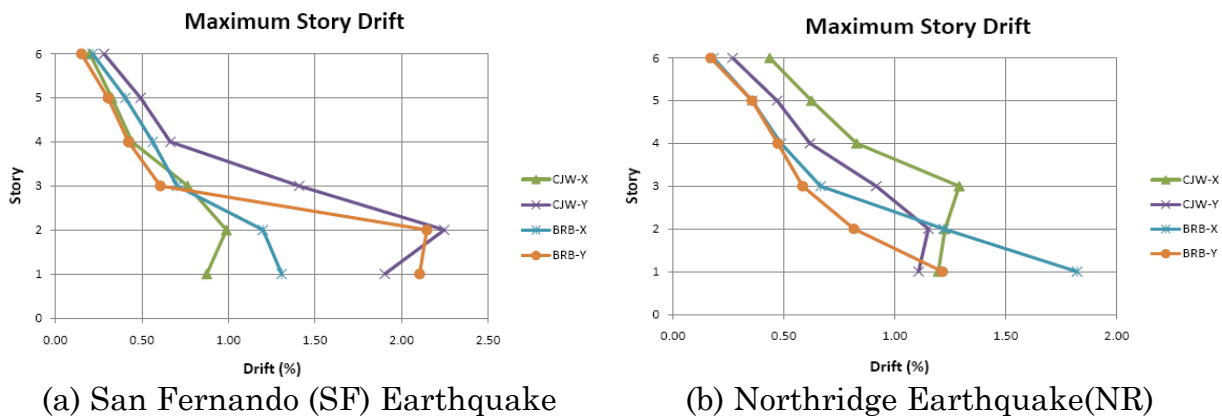 Maximum Story Drift
6
5
4
3
2
1
0
Story
0.00 0.50 1.00 1.50 2.00 2.50
Drift (%)
CJW-X
CJW-Y
BRB-X
BRB-Y
(a) San Fernando (SF) Earthquake
Maximum Story Drift
6
5
4
3
2
1
0
Story
0.00 0.50 1.00 1.50 2.00
Drift (%)
CJW-X
CJW-Y
BRB-X
BRB-Y
(b) Northridge Earthquake(NR)